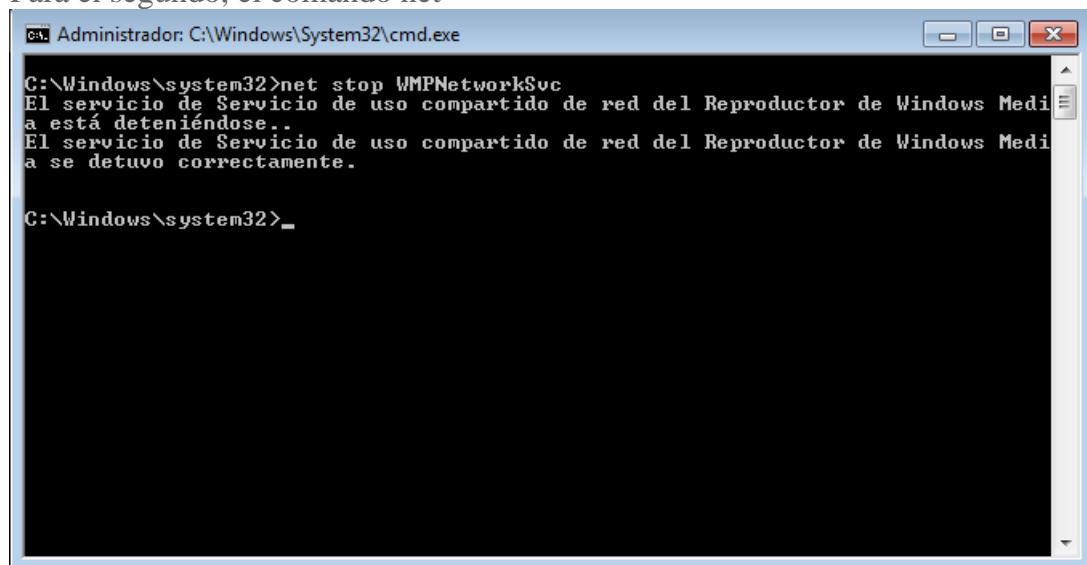 Para el segundo, el comando net
Administrador: C:\Windows\System32\cmd.exe
C:\Windows\system32>net stop WMPNetworkSvc
El servicio de Servicio de uso compartido de red del Reproductor de Windows Medi
a está deteniéndose..
El servicio de Servicio de uso compartido de red del Reproductor de Windows Medi
a se detuvo correctamente.
C:\Windows\system32>_